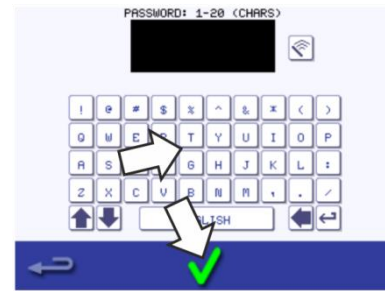 PASSWORD: 1-20 (CHARS)
! @ # $ % ^ & * ( )
Q W E T Y U I O P
A S G H J K L :
Z X C V B N M , . /